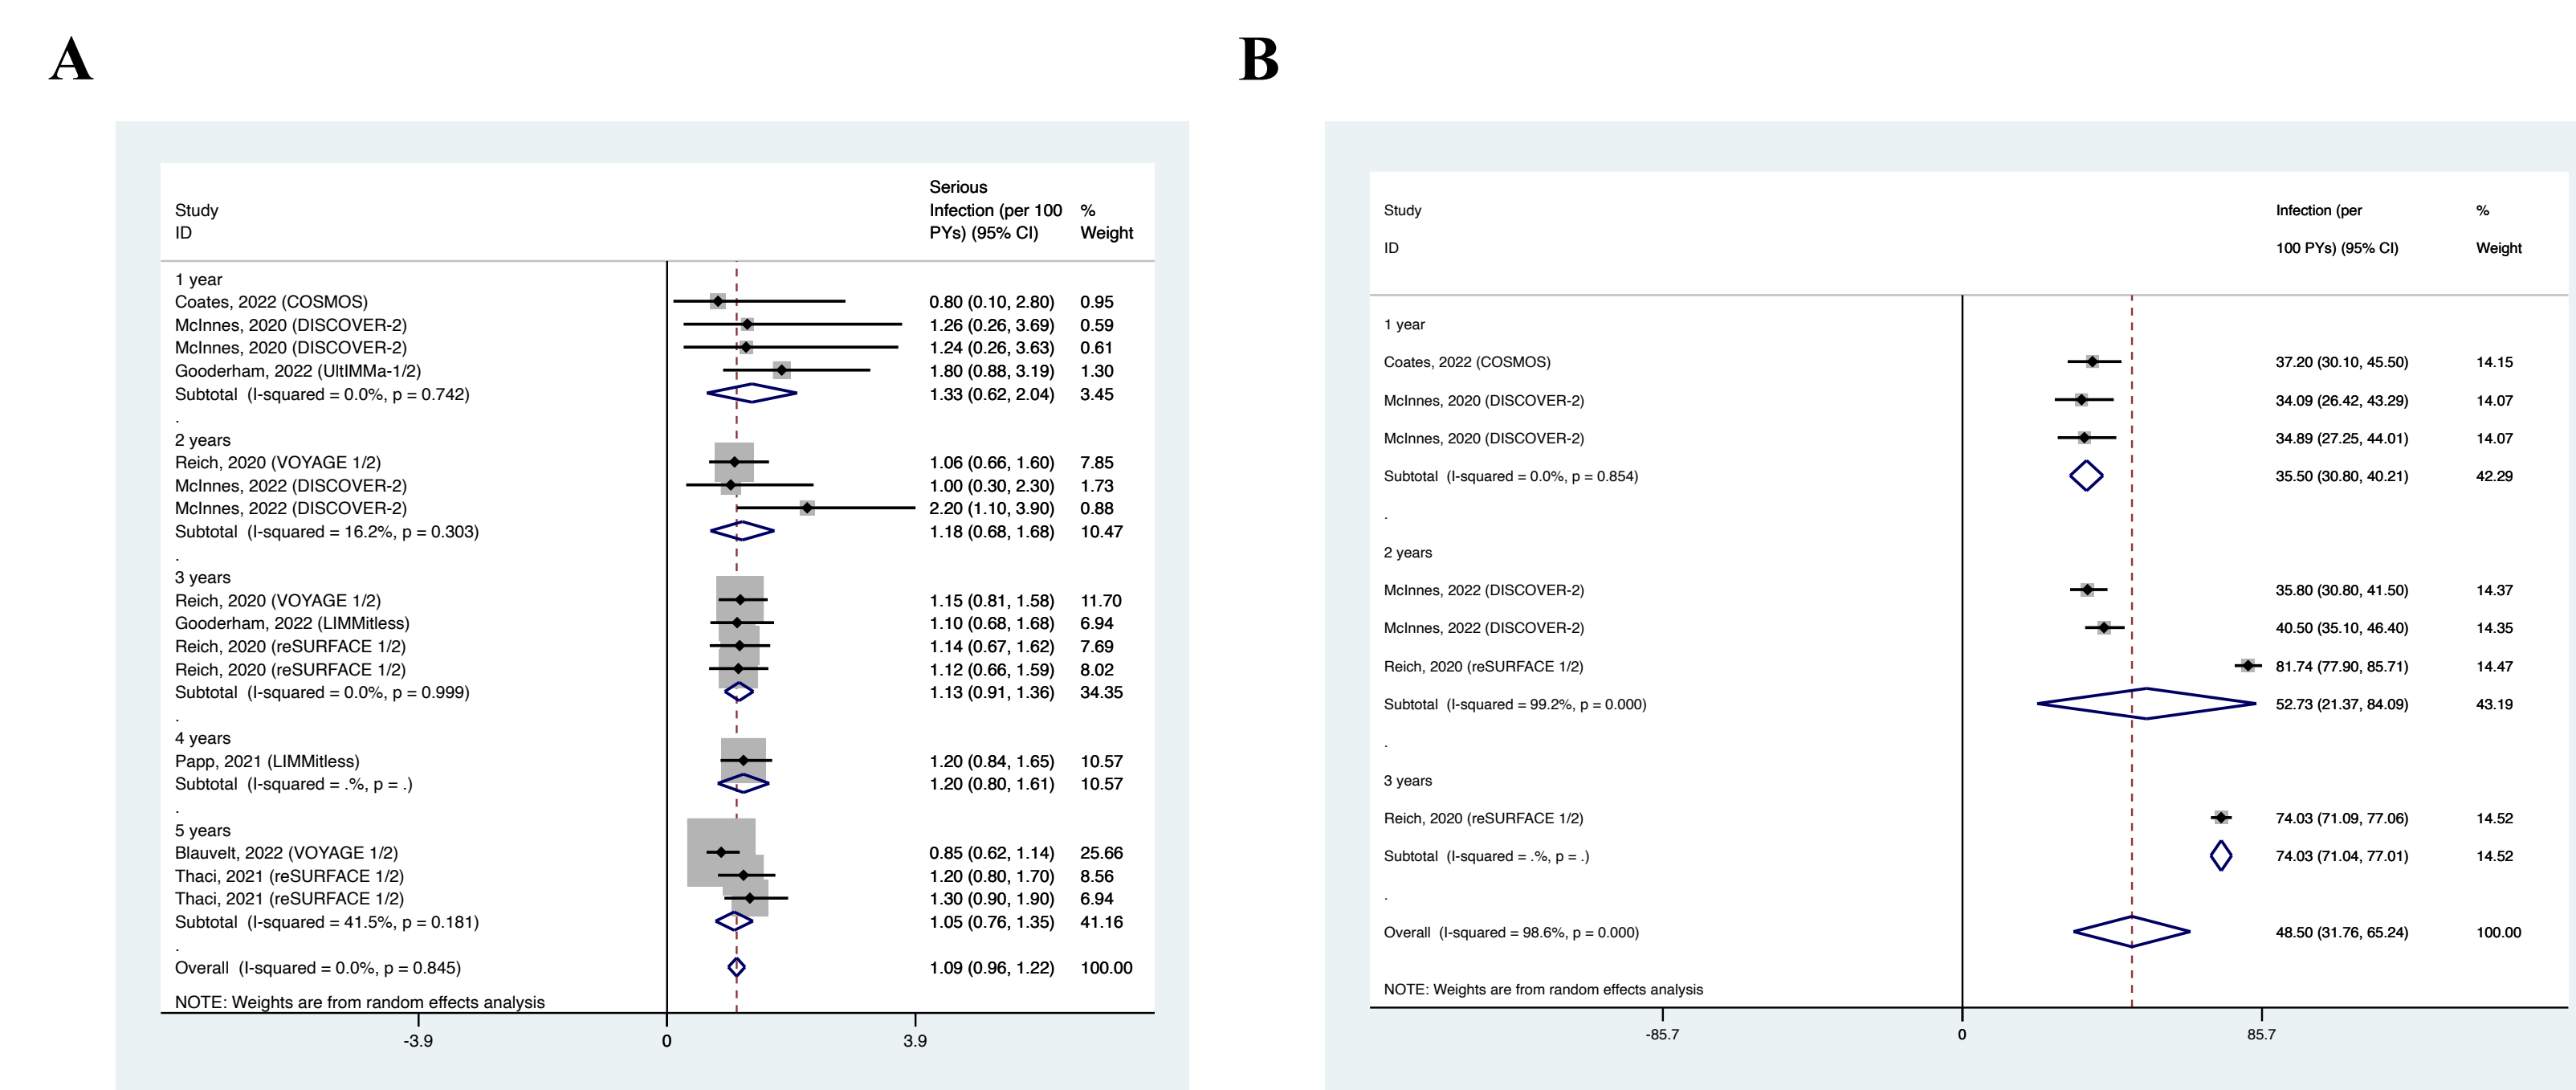 A
Serious
Study Infection (per 100 %
ID PYs) (95% CI) Weight
1 year
Coates, 2022 (COSMOS) 0.80 (0.10, 2.80) 0.95
McInnes, 2020 (DISCOVER-2) 1.26 (0.26, 3.69) 0.59
McInnes, 2020 (DISCOVER-2) 1.24 (0.26, 3.63) 0.61
Gooderham, 2022 (UltIMMa-1/2) 1.80 (0.88, 3.19) 1.30
Subtotal (I-squared = 0.0%, p = 0.742) 1.33 (0.62, 2.04) 3.45
.
2 years
Reich, 2020 (VOYAGE 1/2) 1.06 (0.66, 1.60) 7.85
McInnes, 2022 (DISCOVER-2) 1.00 (0.30, 2.30) 1.73
McInnes, 2022 (DISCOVER-2) 2.20 (1.10, 3.90) 0.88
Subtotal (I-squared = 16.2%, p = 0.303) 1.18 (0.68, 1.68) 10.47
.
3 years
Reich, 2020 (VOYAGE 1/2) 1.15 (0.81, 1.58) 11.70
Gooderham, 2022 (LIMMitless) 1.10 (0.68, 1.68) 6.94
Reich, 2020 (reSURFACE 1/2) 1.14 (0.67, 1.62) 7.69
Reich, 2020 (reSURFACE 1/2) 1.12 (0.66, 1.59) 8.02
Subtotal (I-squared = 0.0%, p = 0.999) 1.13 (0.91, 1.36) 34.35
.
4 years
Papp, 2021 (LIMMitless) 1.20 (0.84, 1.65) 10.57
Subtotal (I-squared = .%, p = .) 1.20 (0.80, 1.61) 10.57
.
5 years
Blauvelt, 2022 (VOYAGE 1/2) 0.85 (0.62, 1.14) 25.66
Thaci, 2021 (reSURFACE 1/2) 1.20 (0.80, 1.70) 8.56
Thaci, 2021 (reSURFACE 1/2) 1.30 (0.90, 1.90) 6.94
Subtotal (I-squared = 41.5%, p = 0.181) 1.05 (0.76, 1.35) 41.16
.
Overall (I-squared = 0.0%, p = 0.845) 1.09 (0.96, 1.22) 100.00
NOTE: Weights are from random effects analysis
-3.9 0 3.9
B
Study Infection (per %
ID 100 PYs) (95% CI) Weight
1 year
Coates, 2022 (COSMOS) 37.20 (30.10, 45.50) 14.15
McInnes, 2020 (DISCOVER-2) 34.09 (26.42, 43.29) 14.07
McInnes, 2020 (DISCOVER-2) 34.89 (27.25, 44.01) 14.07
Subtotal (I-squared = 0.0%, p = 0.854) 35.50 (30.80, 40.21) 42.29
.
2 years
McInnes, 2022 (DISCOVER-2) 35.80 (30.80, 41.50) 14.37
McInnes, 2022 (DISCOVER-2) 40.50 (35.10, 46.40) 14.35
Reich, 2020 (reSURFACE 1/2) 81.74 (77.90, 85.71) 14.47
Subtotal (I-squared = 99.2%, p = 0.000) 52.73 (21.37, 84.09) 43.19
.
3 years
Reich, 2020 (reSURFACE 1/2) 74.03 (71.09, 77.06) 14.52
Subtotal (I-squared = .%, p = .) 74.03 (71.04, 77.01) 14.52
.
Overall (I-squared = 98.6%, p = 0.000) 48.50 (31.76, 65.24) 100.00
NOTE: Weights are from random effects analysis
-85.7 0 85.7